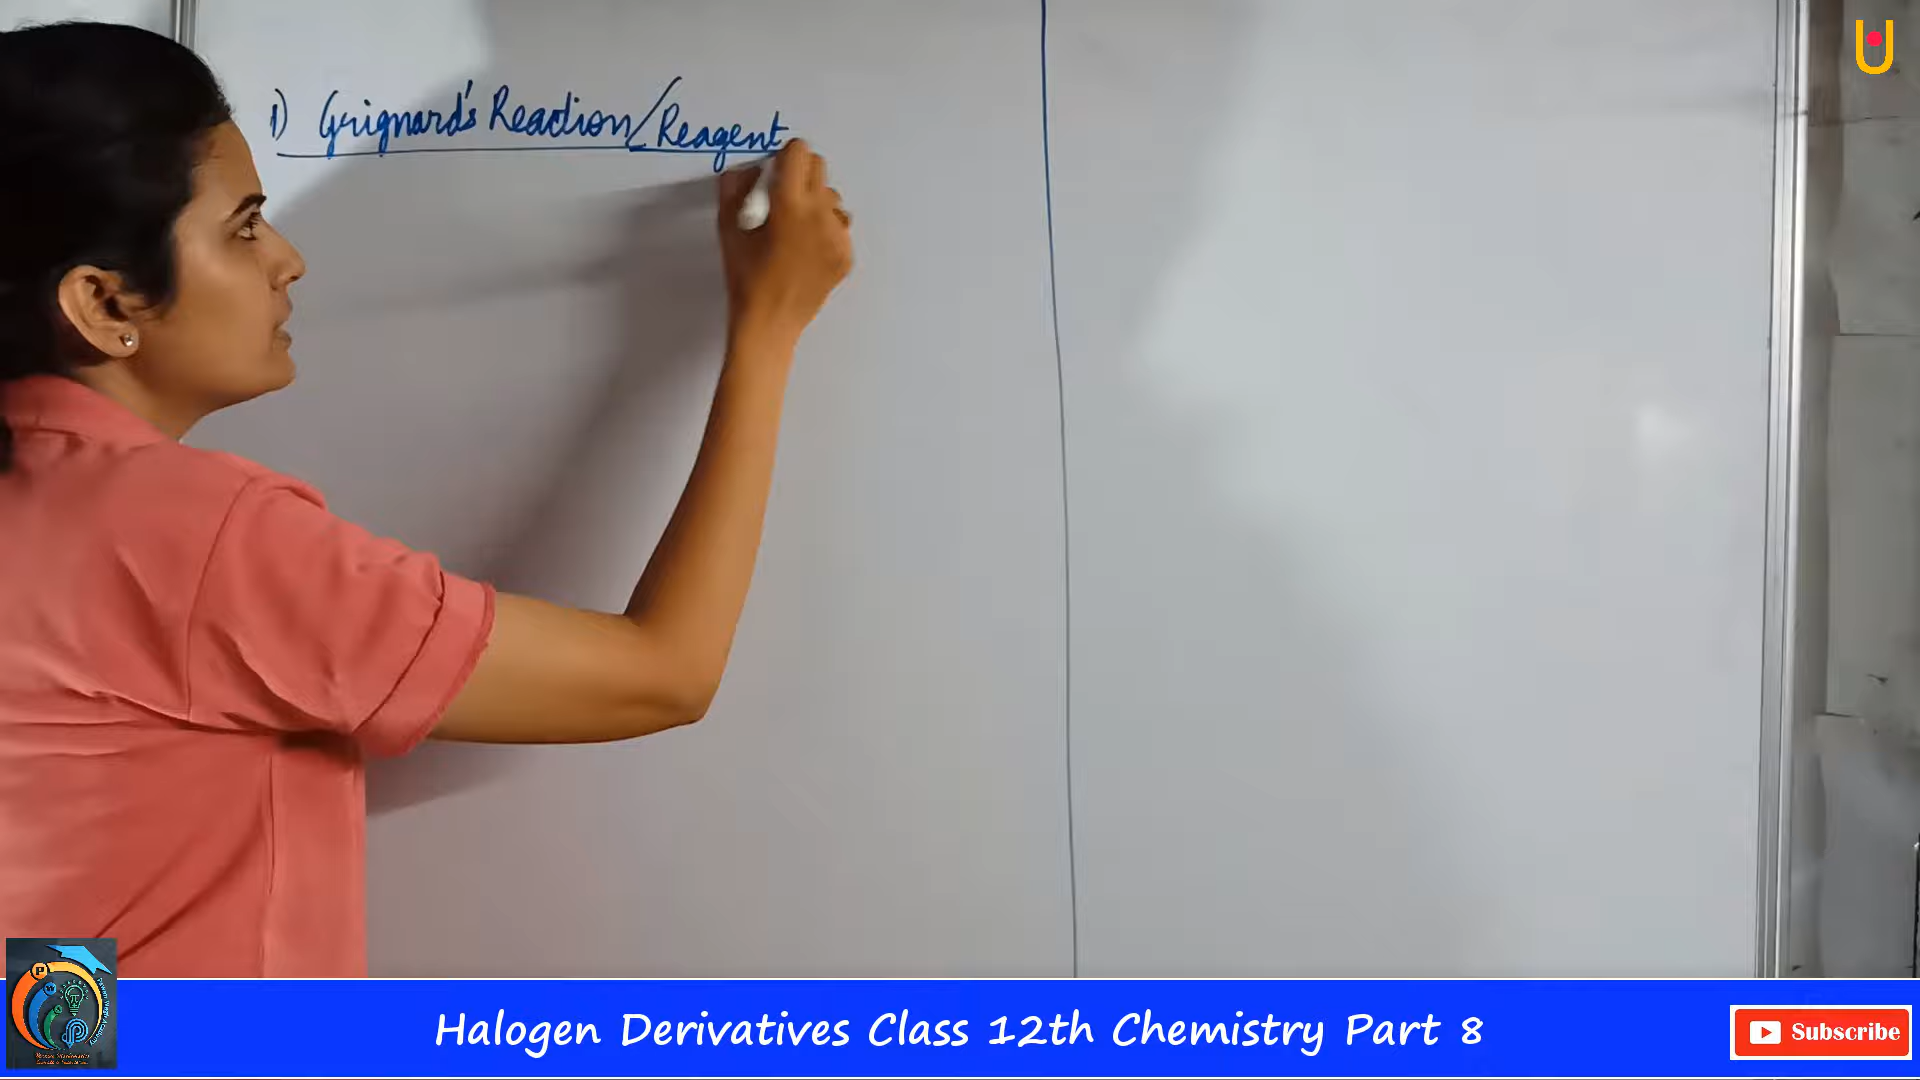 1) Grignard's Reaction/Reagent
Halogen Derivatives Class 12th Chemistry Part 8
Subscribe